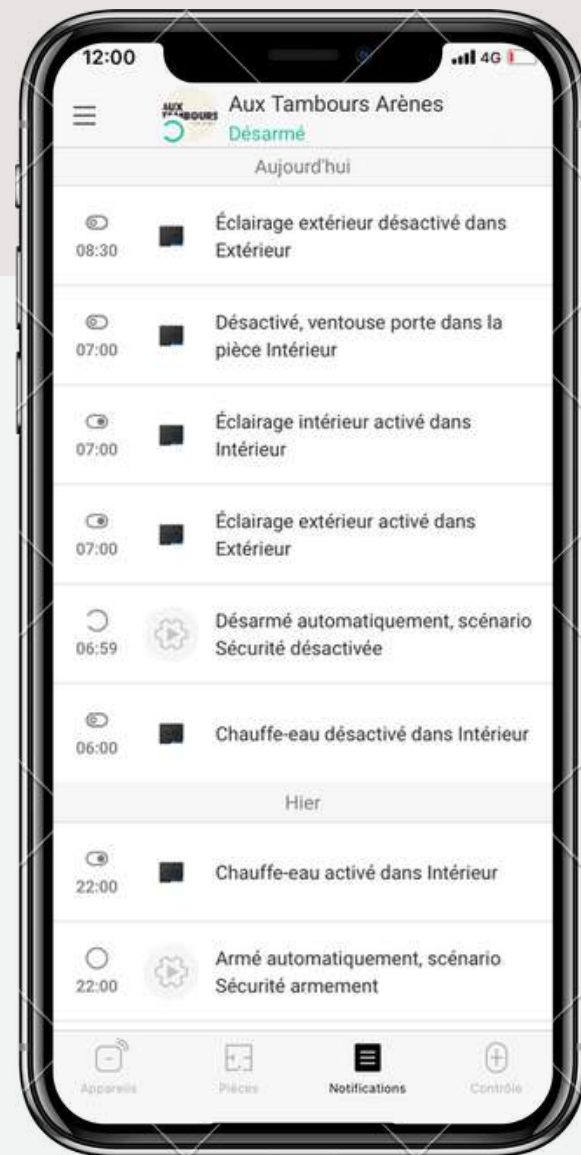 12:00
4G
AUX
TAMBOURS
Aux Tambours Arènes
Désarmé
Aujourd'hui
08:30
Éclairage extérieur désactivé dans
Extérieur
07:00
Désactivé, ventouse porte dans la
pièce Intérieur
07:00
Éclairage intérieur activé dans
Intérieur
07:00
Éclairage extérieur activé dans
Extérieur
06:59
Désarmé automatiquement, scénario
Sécurité désactivée
06:00
Chauffe-eau désactivé dans Intérieur
Hier
22:00
Chauffe-eau activé dans Intérieur
22:00
Armé automatiquement, scénario
Sécurité armement
Appareils
Pièces
Notifications
Contrôle